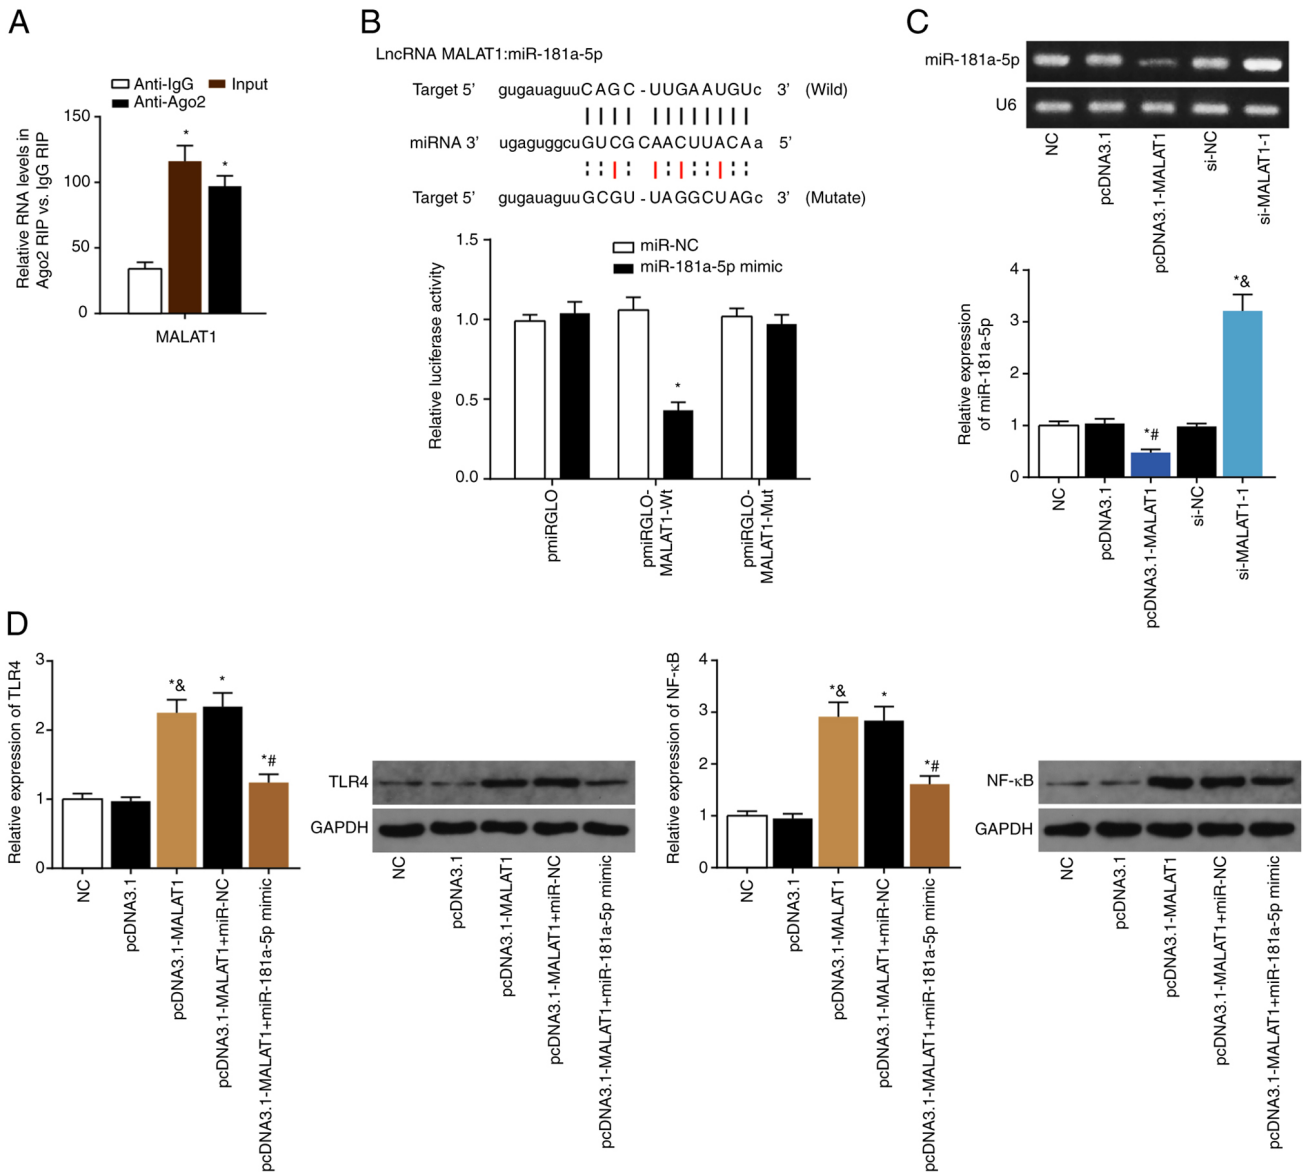 A
Anti-IgG
Input
Anti-Ago2
Relative RNA levels in
Ago2 RIP vs. IgG RIP
150
100
50
0
*
*
MALAT1
B
LncRNA MALAT1:miR-181a-5p
Target 5’ gugauaguuCAGC - UUGAAUGUc 3’ (Wild)
miRNA 3’ ugaguggcuGUCG CAACUUACAa 5’
Target 5’ gugauaguuGCGU - UAGGCUAGc 3’ (Mutate)
miR-NC
miR-181a-5p mimic
Relative luciferase activity
1.5
1.0
0.5
0.0
*
pmiRGLO
pmiRGLO-
MALAT1-Wt
pmiRGLO-
MALAT1-Mut
C
miR-181a-5p
U6
NC
pcDNA3.1
pcDNA3.1-MALAT1
si-NC
si-MALAT1-1
Relative expression
of miR-181a-5p
4
3
2
1
0
*#
*&
NC
pcDNA3.1
pcDNA3.1-MALAT1
si-NC
si-MALAT1-1
D
Relative expression of TLR4
3
2
1
0
*&
*
*#
NC
pcDNA3.1
pcDNA3.1-MALAT1
pcDNA3.1-MALAT1+miR-NC
pcDNA3.1-MALAT1+miR-181a-5p mimic
TLR4
GAPDH
NC
pcDNA3.1
pcDNA3.1-MALAT1
pcDNA3.1-MALAT1+miR-NC
pcDNA3.1-MALAT1+miR-181a-5p mimic
Relative expression of NF-κB
4
3
2
1
0
*&
*
*#
NC
pcDNA3.1
pcDNA3.1-MALAT1
pcDNA3.1-MALAT1+miR-NC
pcDNA3.1-MALAT1+miR-181a-5p mimic
NF-κB
GAPDH
NC
pcDNA3.1
pcDNA3.1-MALAT1
pcDNA3.1-MALAT1+miR-NC
pcDNA3.1-MALAT1+miR-181a-5p mimic